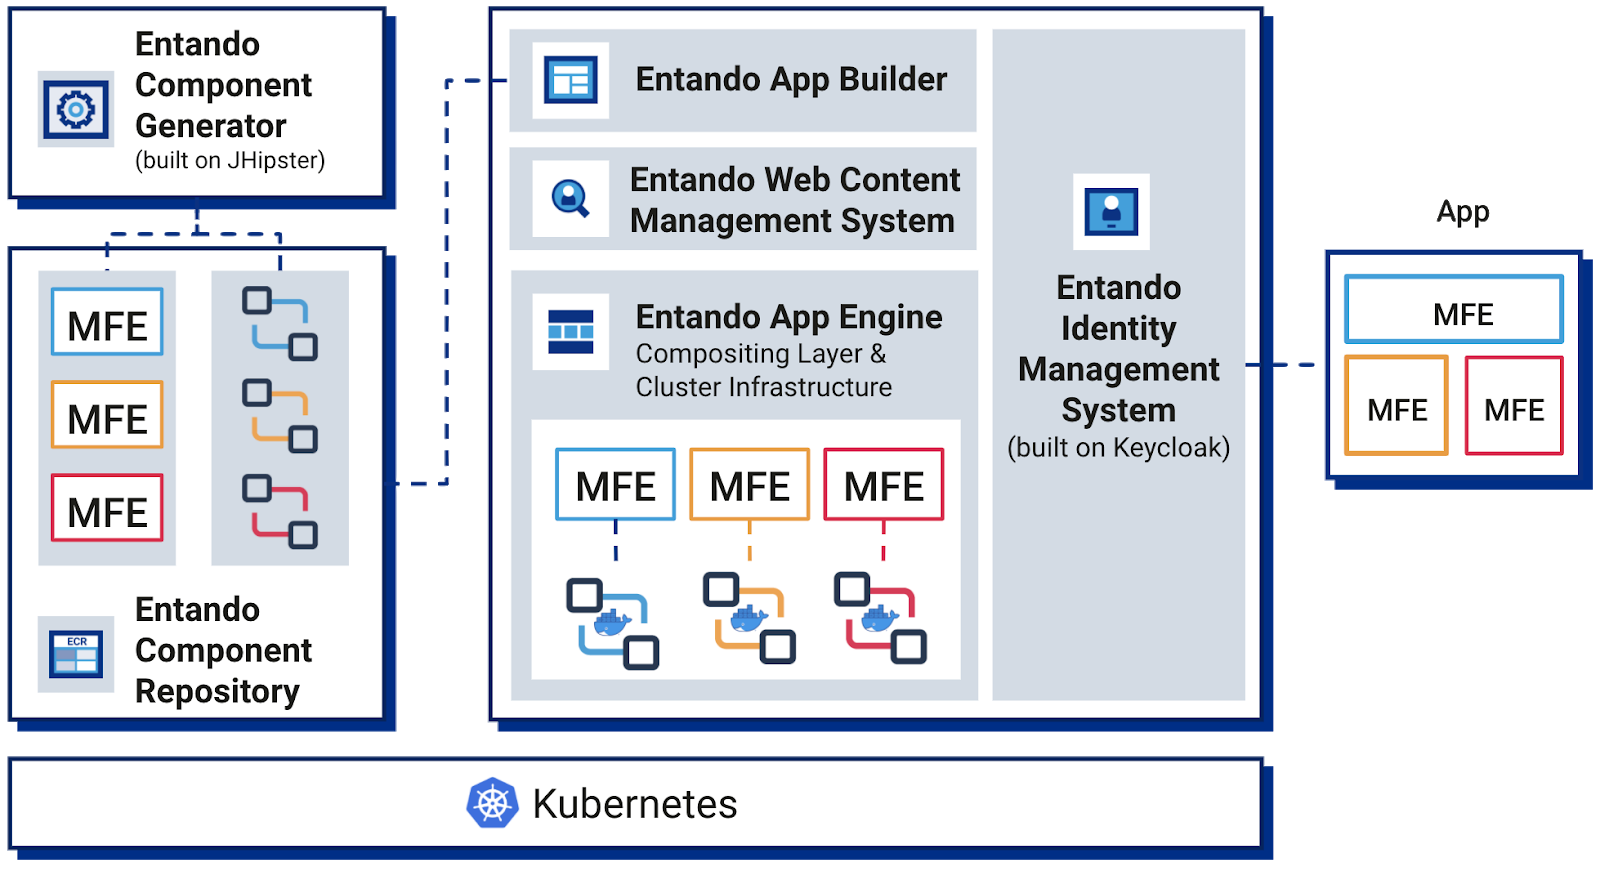 Entando
Component
Generator
(built on JHipster)
MFE
MFE
MFE
ECR
Entando
Component
Repository
Entando App Builder
Entando Web Content
Management System
Entando App Engine
Compositing Layer &
Cluster Infrastructure
MFE MFE MFE
Entando
Identity
Management
System
(built on Keycloak)
App
MFE
MFE MFE
Kubernetes